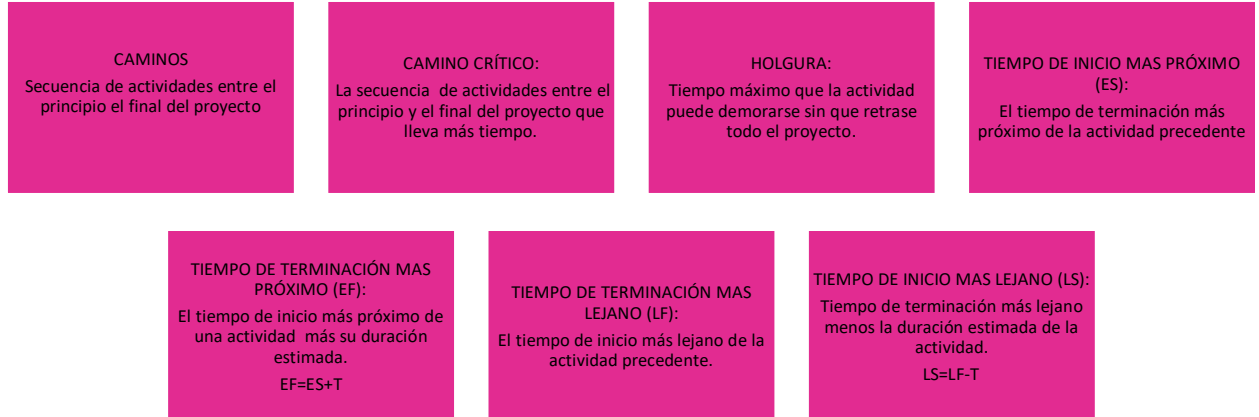 CAMINOS
Secuencia de actividades entre el
principio el final del proyecto
CAMINO CRÍTICO:
La secuencia de actividades entre el
principio y el final del proyecto que
lleva más tiempo.
HOLGURA:
Tiempo máximo que la actividad
puede demorarse sin que retrase
todo el proyecto.
TIEMPO DE INICIO MAS PRÓXIMO
(ES):
El tiempo de terminación más
próximo de la actividad precedente
TIEMPO DE TERMINACIÓN MAS
PRÓXIMO (EF):
El tiempo de inicio más próximo de
una actividad más su duración
estimada.
EF=ES+T
TIEMPO DE TERMINACIÓN MAS
LEJANO (LF):
El tiempo de inicio más lejano de la
actividad precedente.
TIEMPO DE INICIO MAS LEJANO (LS):
Tiempo de terminación más lejano
menos la duración estimada de la
actividad.
LS=LF-T